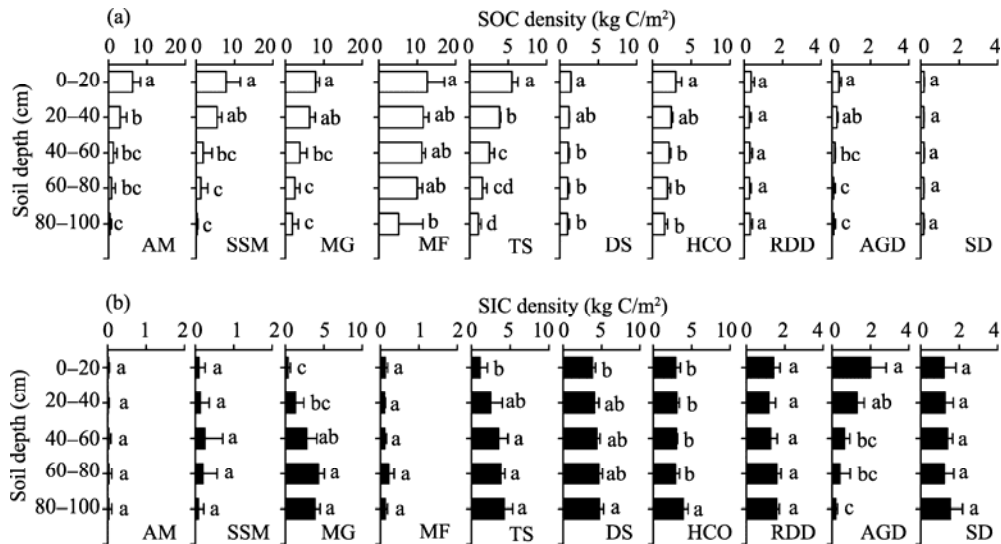 (a) SOC density (kg C/m²)
0 10 20 0 10 20 0 10 20 0 5 10 15 20 0 5 10 0 5 10 0 5 10 0 2 4 0 2 4 0 2 4
Soil depth (cm)
0–20 a a a a a a a a a a
20–40 b ab ab ab b ab ab a ab a
40–60 bc bc bc ab c b b a bc a
60–80 bc c c ab cd b b a c a
80–100 c c c b d b b a c a
AM SSM MG MF TS DS HCO RDD AGD SD
(b) SIC density (kg C/m²)
0 1 2 0 1 2 0 5 10 0 1 2 0 5 10 0 5 10 0 5 10 0 2 4 0 2 4 0 2 4
Soil depth (cm)
0–20 a a c a b b b a a a
20–40 a a bc a ab ab b a ab a
40–60 a a ab a a ab b a bc a
60–80 a a a a a ab b a bc a
80–100 a a a a a a a a c a
AM SSM MG MF TS DS HCO RDD AGD SD